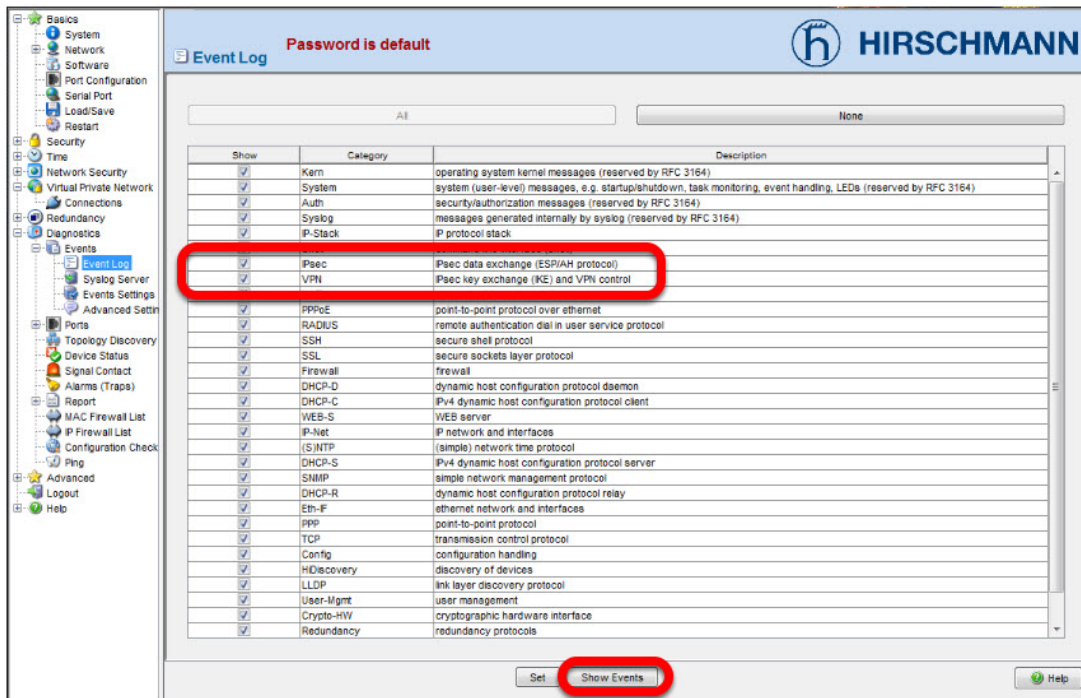 Basics
System
Network
Software
Port Configuration
Serial Port
Load/Save
Restart
Security
Time
Network Security
Virtual Private Network
Connections
Redundancy
Diagnostics
Events
Event Log
Syslog Server
Events Settings
Advanced Settin
Ports
Topology Discovery
Device Status
Signal Contact
Alarms (Traps)
Report
MAC Firewall List
IP Firewall List
Configuration Check
Ping
Advanced
Logout
Help
Event Log
Password is default
HIRSCHMANN
All None
Show Category Description
Kern operating system kernel messages (reserved by RFC 3164)
System system (user-level) messages, e.g. startup/shutdown, task monitoring, event handling, LEDs (reserved by RFC 3164)
Auth security/authorization messages (reserved by RFC 3164)
Syslog messages generated internally by syslog (reserved by RFC 3164)
IP-Stack IP protocol stack
IPsec IPsec data exchange (ESP/AH protocol)
VPN IPsec key exchange (IKE) and VPN control
PPPoE point-to-point protocol over ethernet
RADIUS remote authentication dial in user service protocol
SSH secure shell protocol
SSL secure sockets layer protocol
Firewall firewall
DHCP-D dynamic host configuration protocol daemon
DHCP-C IPv4 dynamic host configuration protocol client
WEB-S WEB server
IP-Net IP network and interfaces
(S)NTP (simple) network time protocol
DHCP-S IPv4 dynamic host configuration protocol server
SNMP simple network management protocol
DHCP-R dynamic host configuration protocol relay
Eth-IF ethernet network and interfaces
PPP point-to-point protocol
TCP transmission control protocol
Config configuration handling
HiDiscovery discovery of devices
LLDP link layer discovery protocol
User-Mgmt user management
Crypto-HW cryptographic hardware interface
Redundancy redundancy protocols
Set Show Events Help